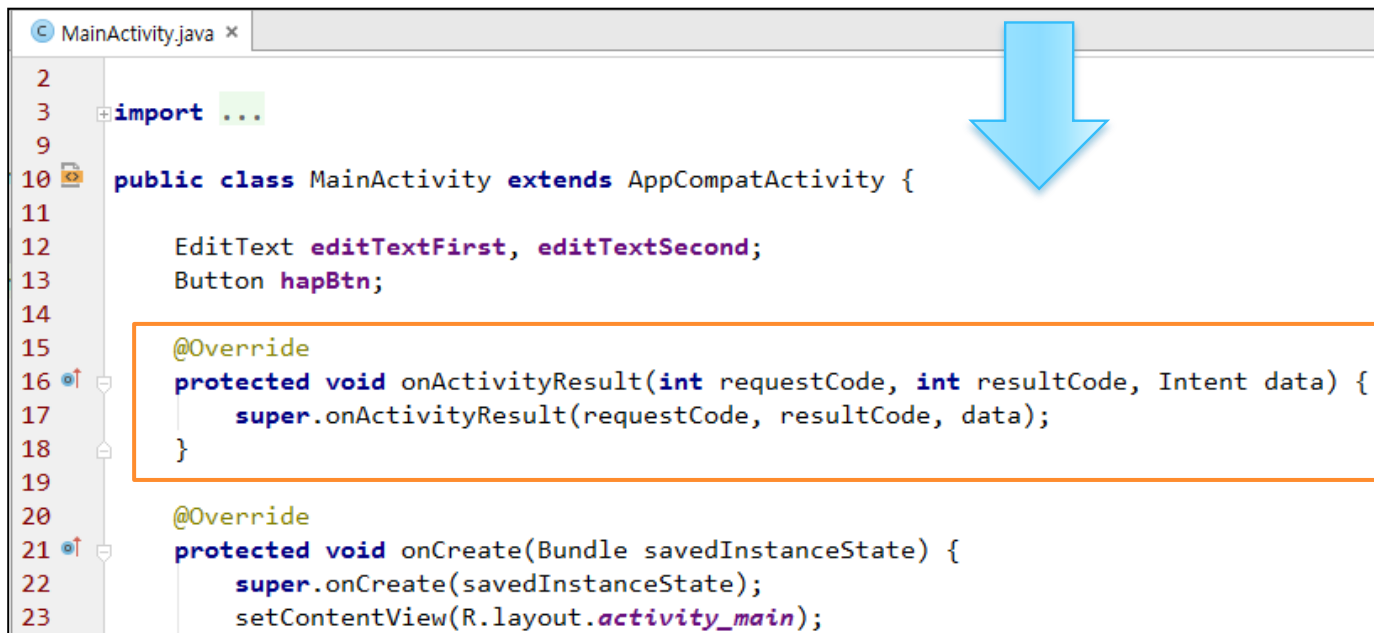 MainActivity.java ×
2
3 import ...
9
10 public class MainActivity extends AppCompatActivity {
11
12 EditText editTextFirst, editTextSecond;
13 Button hapBtn;
14
15 @Override
16 protected void onActivityResult(int requestCode, int resultCode, Intent data) {
17 super.onActivityResult(requestCode, resultCode, data);
18 }
19
20 @Override
21 protected void onCreate(Bundle savedInstanceState) {
22 super.onCreate(savedInstanceState);
23 setContentView(R.layout.activity_main);